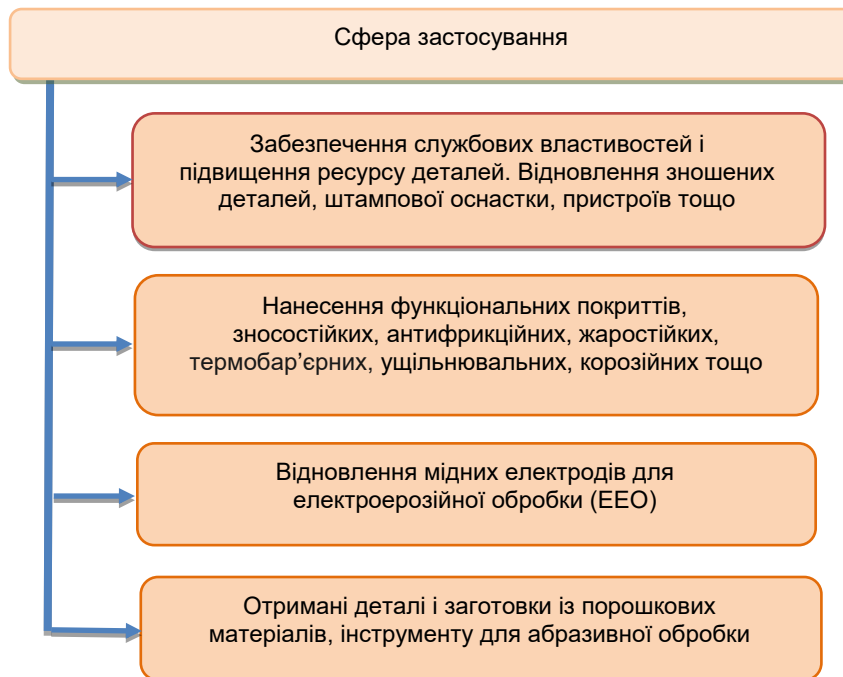 Сфера застосування
Забезпечення службових властивостей і
підвищення ресурсу деталей. Відновлення зношених
деталей, штампової оснастки, пристроїв тощо
Нанесення функціональних покриттів,
зносостійких, антифрикційних, жаростійких,
термобар’єрних, ущільнювальних, корозійних тощо
Відновлення мідних електродів для
електроерозійної обробки (ЕЕО)
Отримані деталі і заготовки із порошкових
матеріалів, інструменту для абразивної обробки